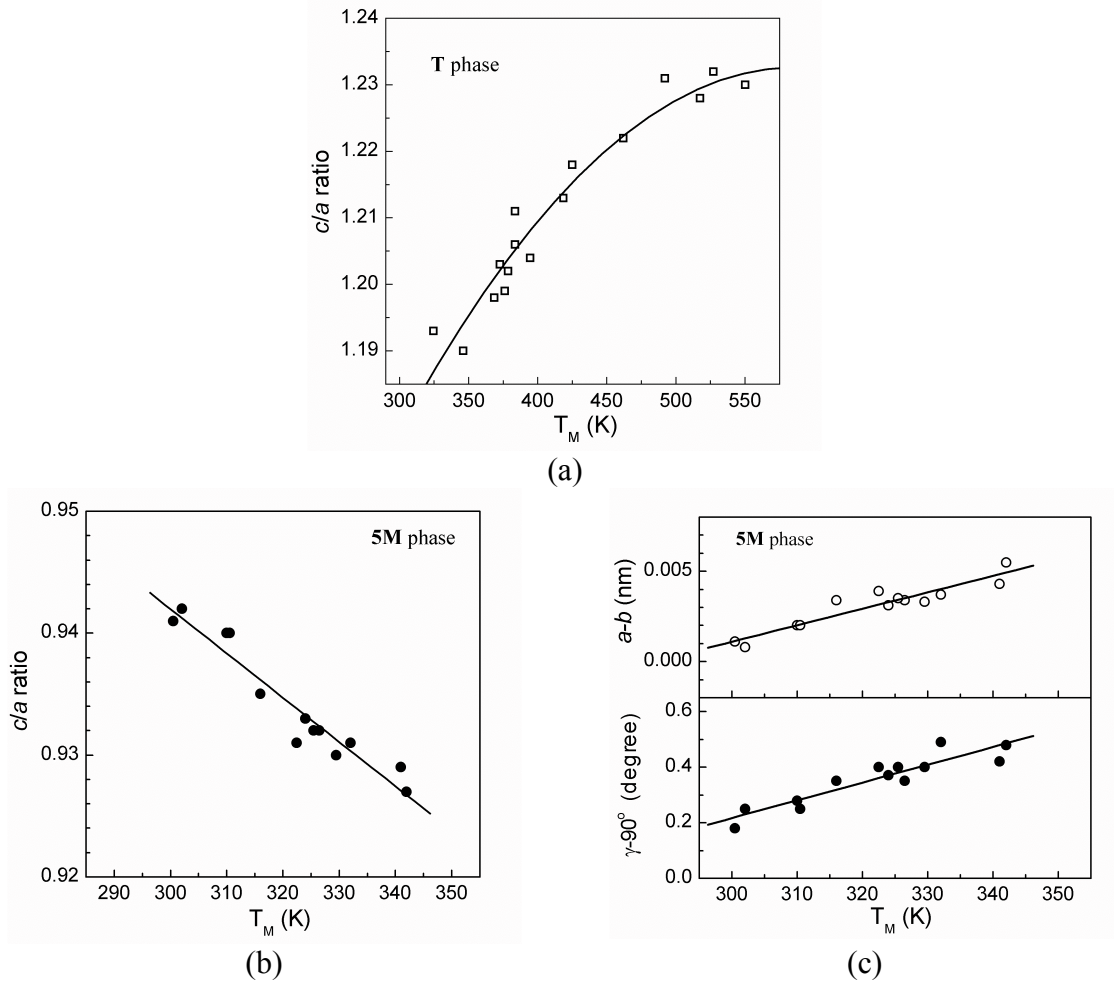 1.24
1.23
1.22
1.21
1.20
1.19
c/a ratio
T phase
300 350 400 450 500 550
T_M (K)
(a)
0.95
0.94
0.93
0.92
c/a ratio
5M phase
290 300 310 320 330 340 350
T_M (K)
(b)
0.005
0.000
a-b (nm)
5M phase
0.6
0.4
0.2
0.0
γ-90° (degree)
300 310 320 330 340 350
T_M (K)
(c)